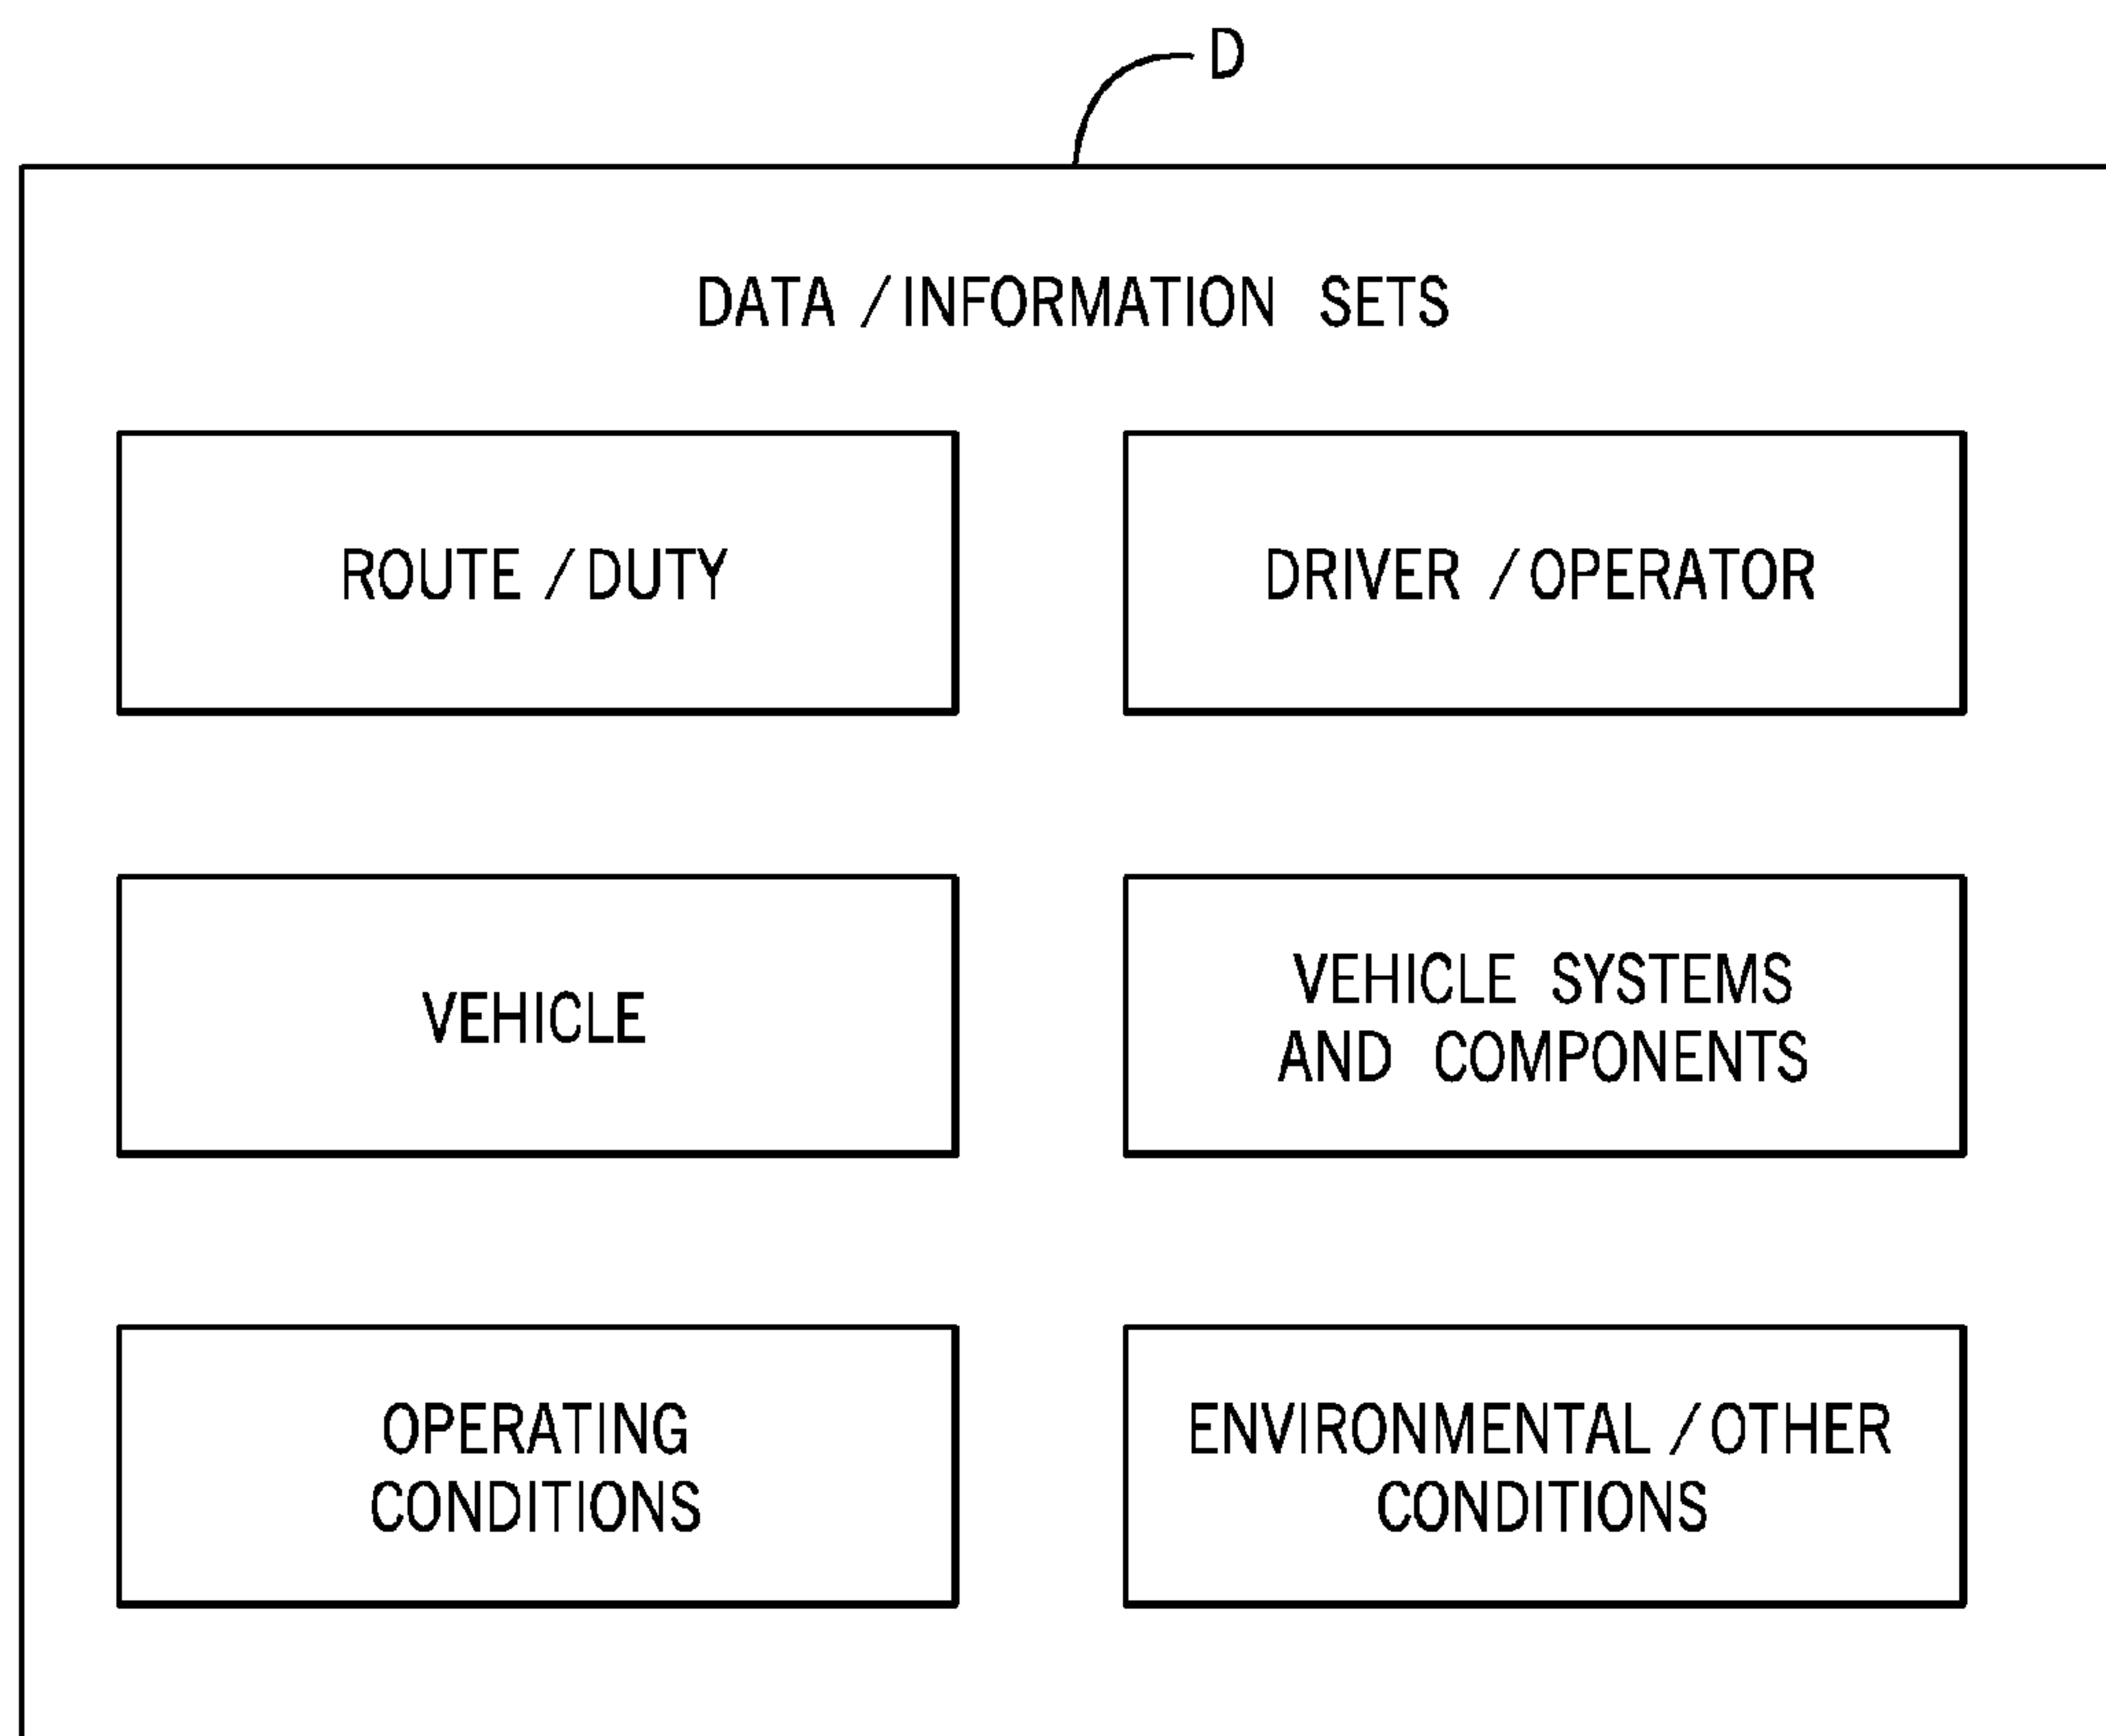 D
DATA / INFORMATION SETS
ROUTE / DUTY
DRIVER / OPERATOR
VEHICLE
VEHICLE SYSTEMS
AND COMPONENTS
OPERATING
CONDITIONS
ENVIRONMENTAL / OTHER
CONDITIONS